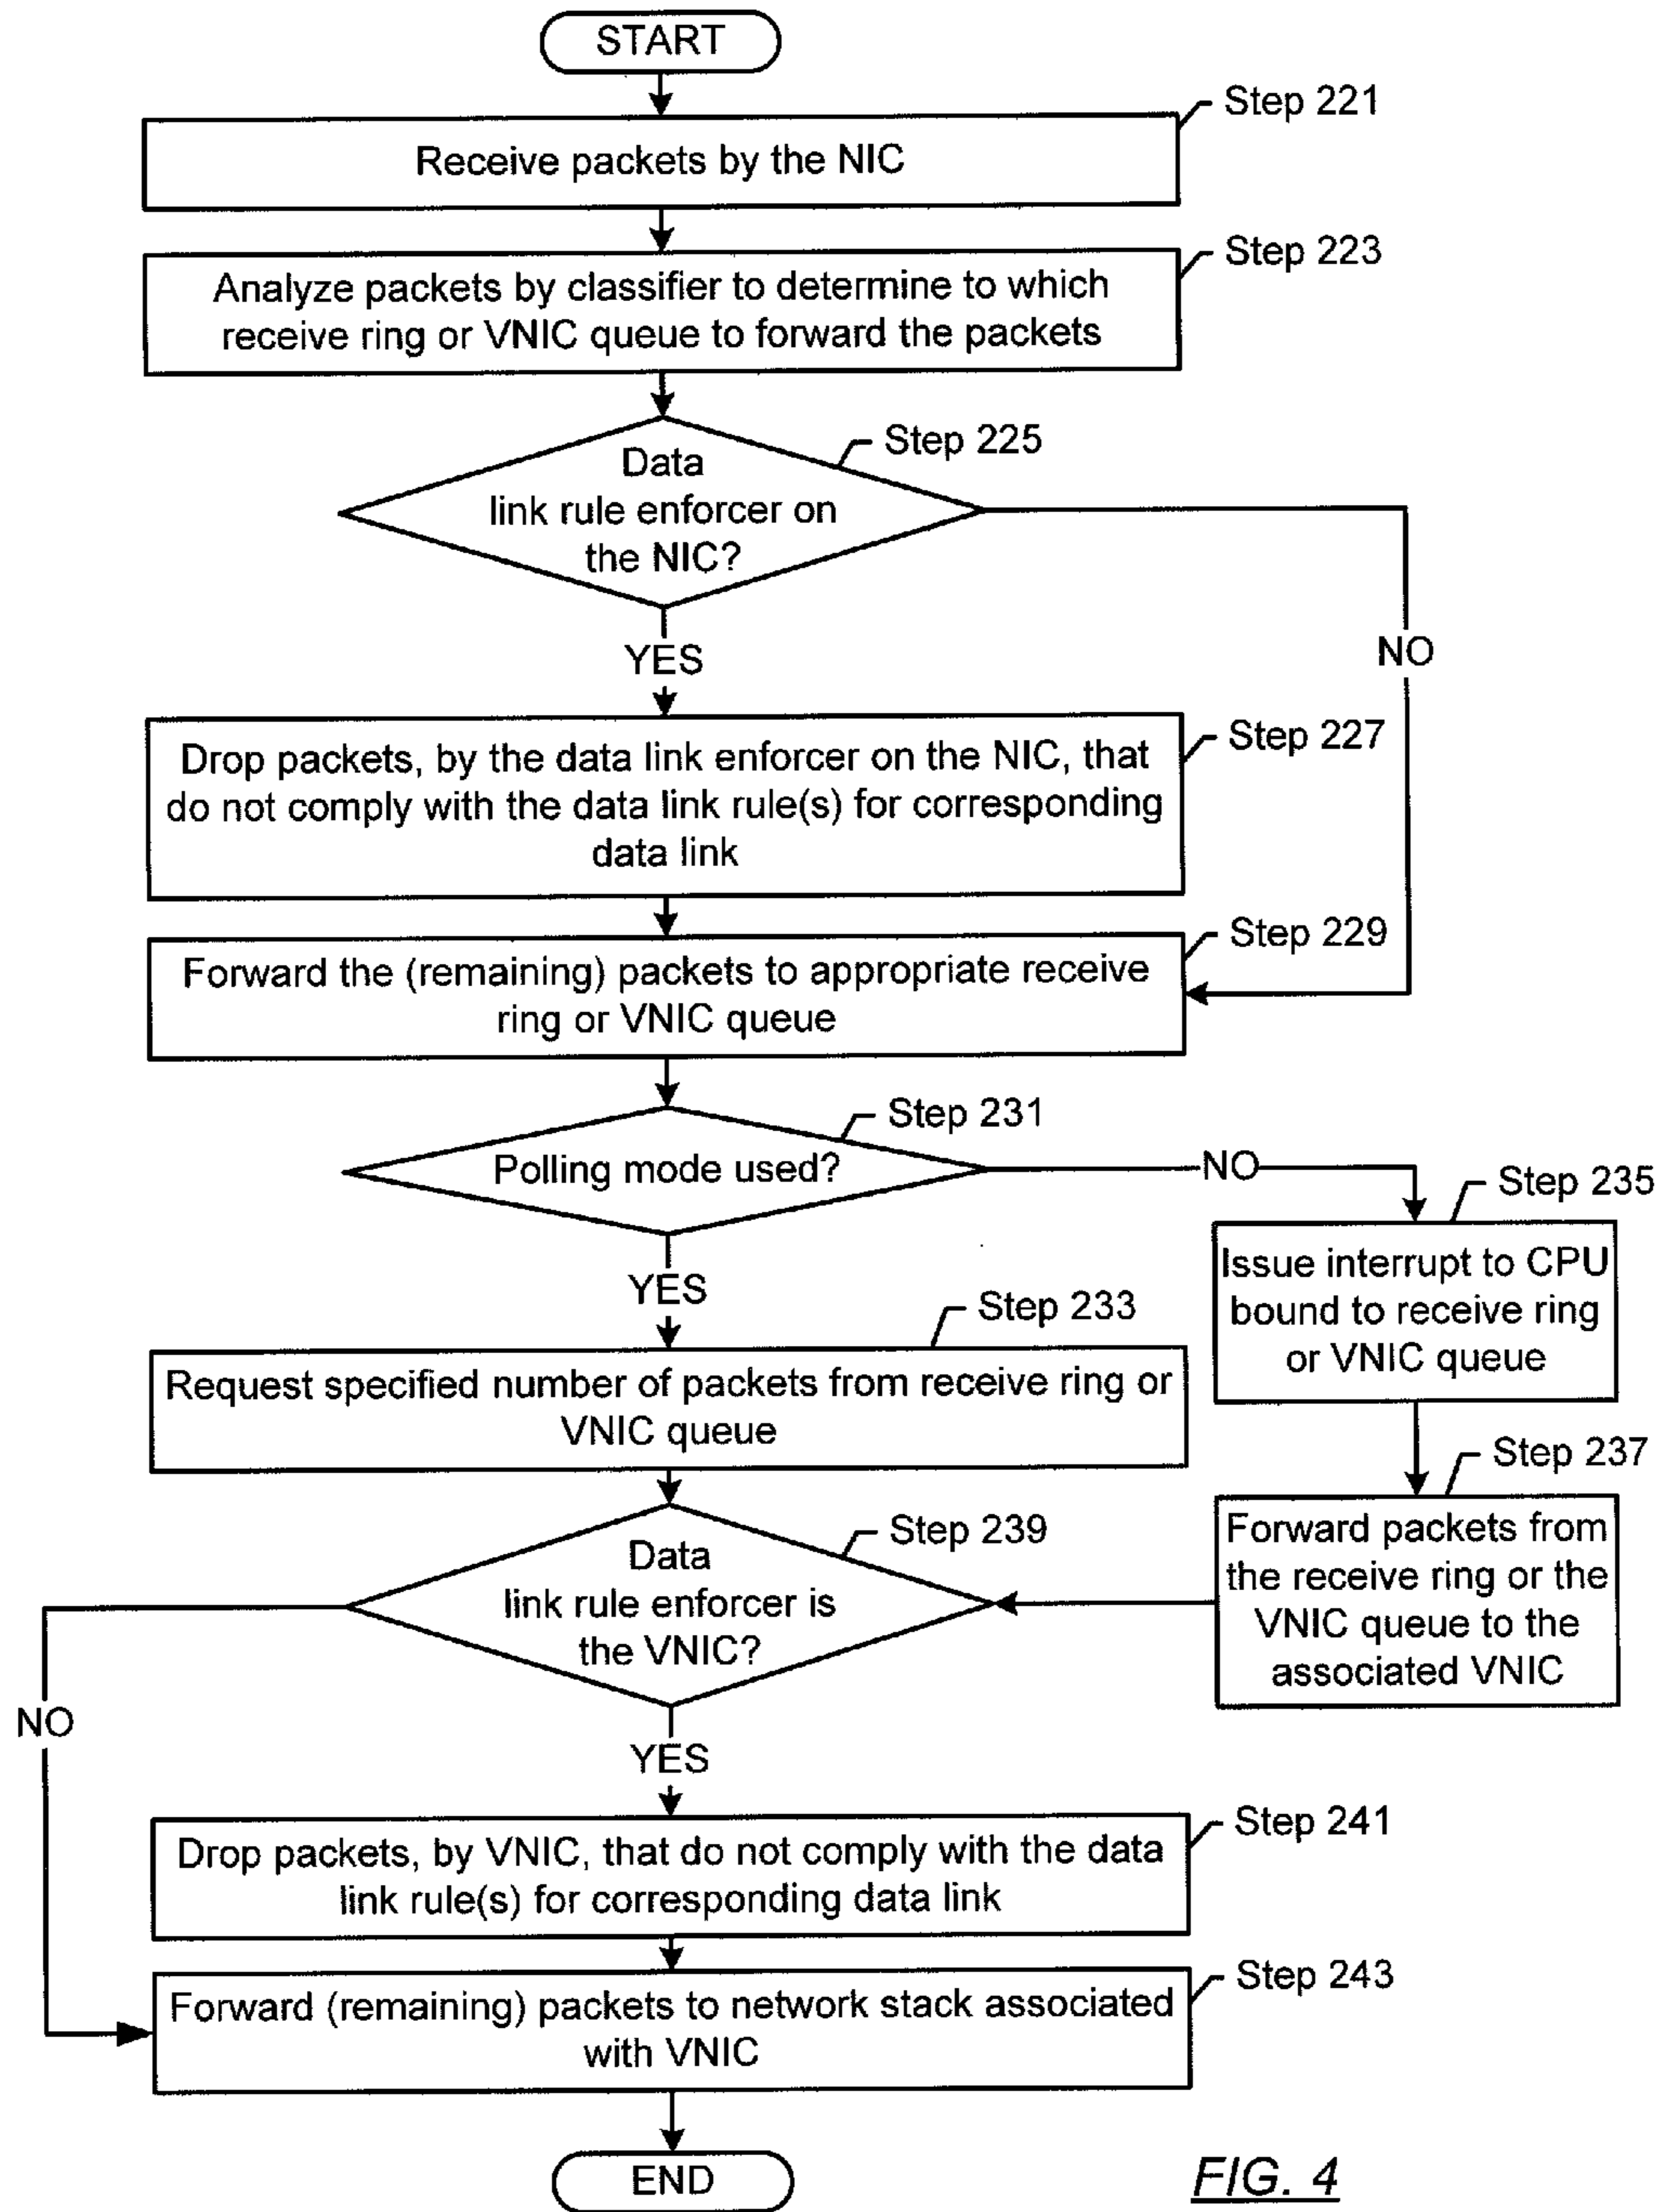 START
Step 221
Receive packets by the NIC
Step 223
Analyze packets by classifier to determine to which
receive ring or VNIC queue to forward the packets
Step 225
Data
link rule enforcer on
the NIC?
NO
YES
Step 227
Drop packets, by the data link enforcer on the NIC, that
do not comply with the data link rule(s) for corresponding
data link
Step 229
Forward the (remaining) packets to appropriate receive
ring or VNIC queue
Step 231
Polling mode used?
NO
Step 235
Issue interrupt to CPU
bound to receive ring
or VNIC queue
YES
Step 233
Request specified number of packets from receive ring or
VNIC queue
Step 237
Forward packets from
the receive ring or the
VNIC queue to the
associated VNIC
Step 239
Data
link rule enforcer is
the VNIC?
NO
YES
Step 241
Drop packets, by VNIC, that do not comply with the data
link rule(s) for corresponding data link
Step 243
Forward (remaining) packets to network stack associated
with VNIC
END
FIG. 4